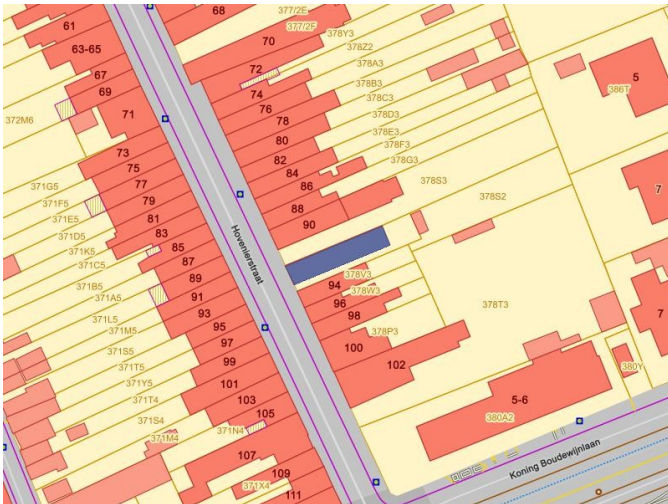 68
377/2E
61
377/2F
378Y3
63-65
70
378Z2
67
72
378A3
5
69
74
378B3
386T
76
378C3
372M6
71
78
378D3
80
378E3
73
82
378F3
75
84
378G3
371G5
77
86
378S3
7
371F5
79
88
378S2
371E5
81
90
371D5
83
371K5
85
371C5
87
Hovenierstraat
371B5
89
94
378V3
371A5
91
96
378W3
378T3
371L5
93
98
7
371M5
95
378P3
371S5
97
100
371T5
99
102
380Y
371Y5
101
371T4
103
5-6
371S4
105
380A2
371N4
371M4
107
Koning Boudewijnlaan
109
371X4
111